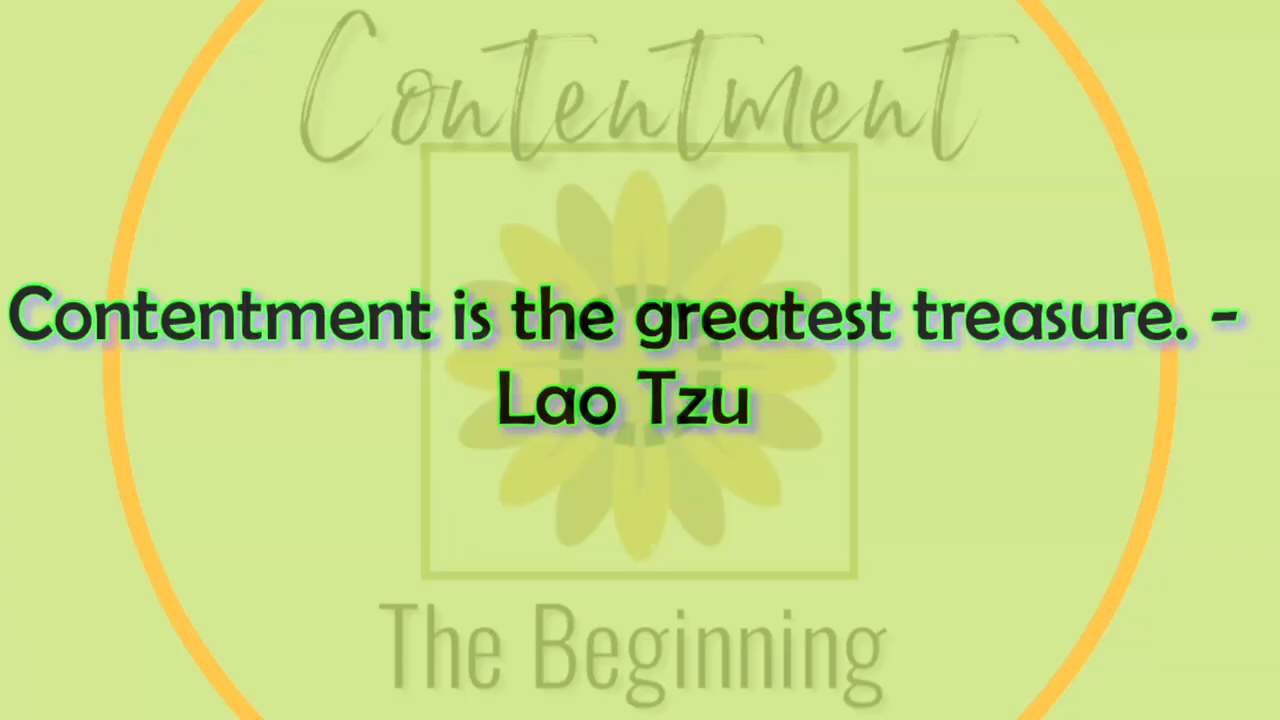 Contentment
Contentment is the greatest treasure. -
Lao Tzu
The Beginning